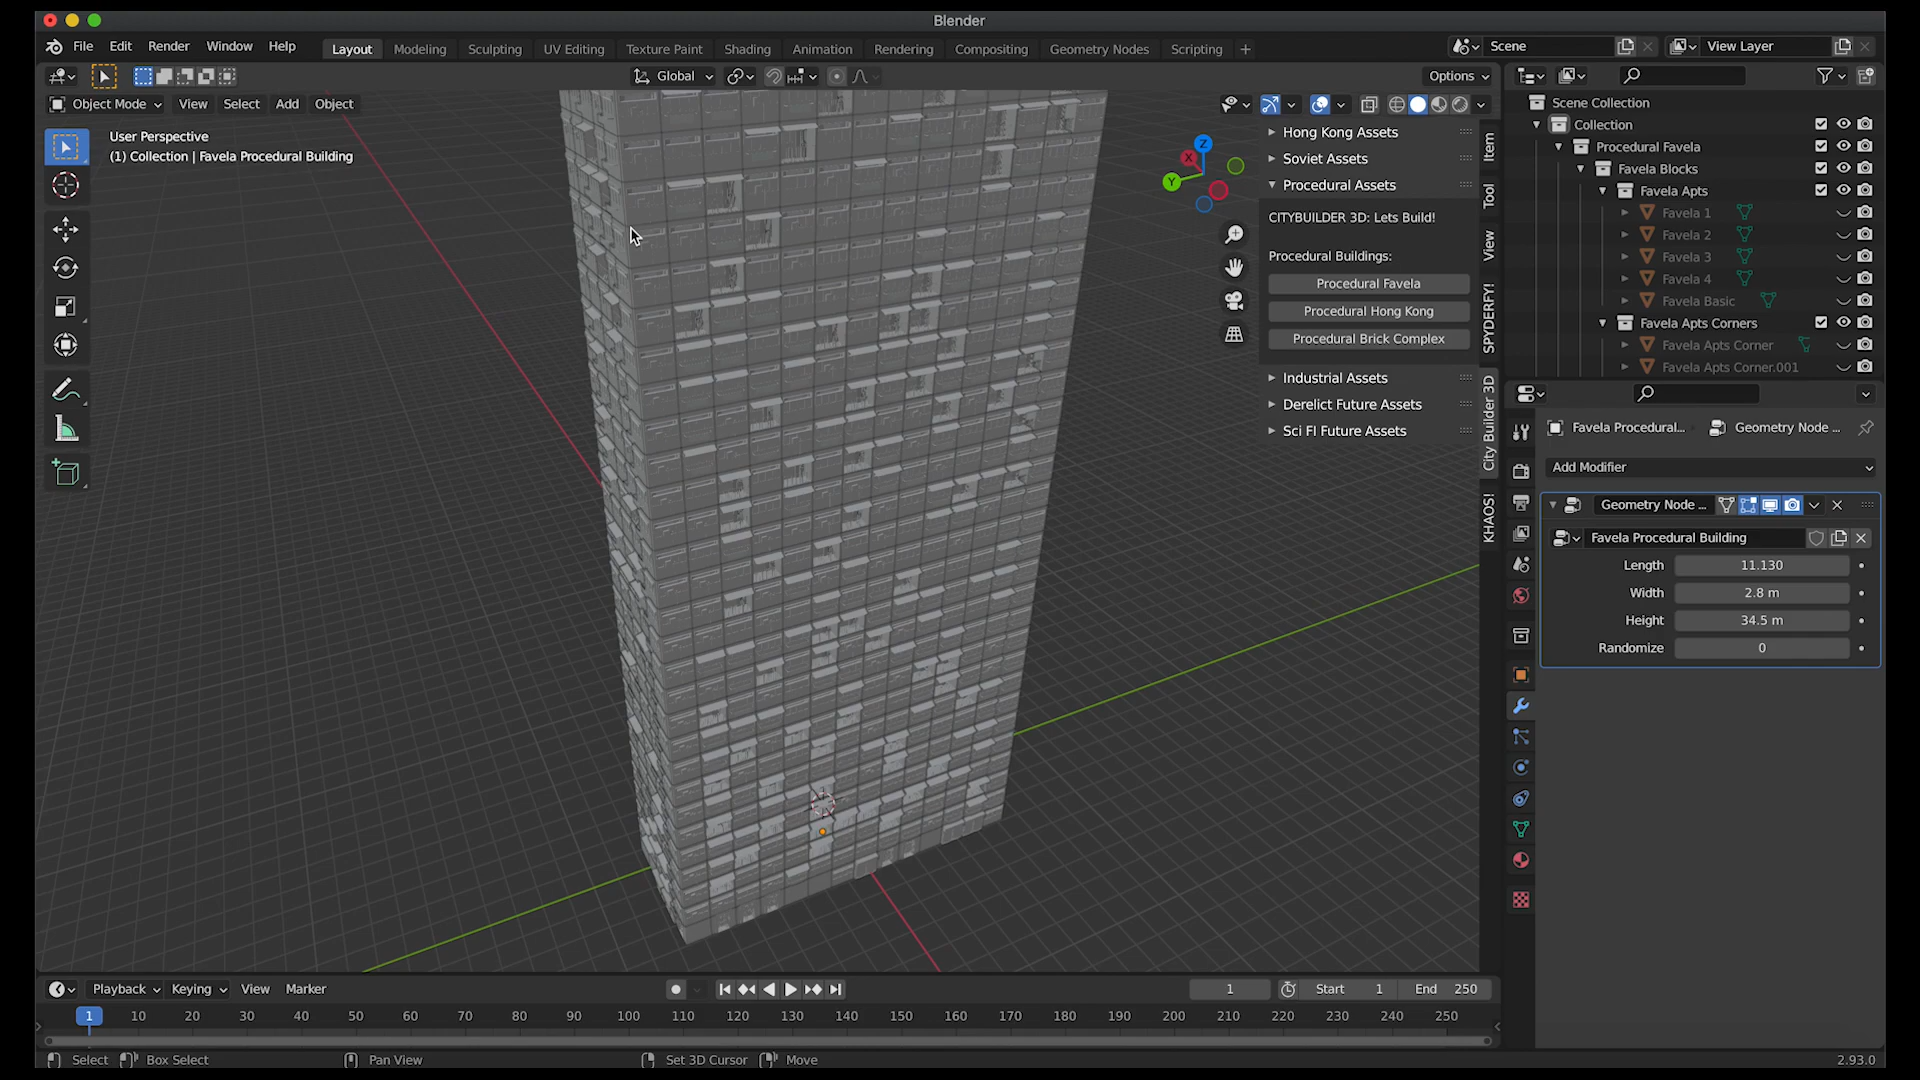 Blender
File Edit Render Window Help
Layout Modeling Sculpting UV Editing Texture Paint Shading Animation Rendering Compositing Geometry Nodes Scripting +
Scene
View Layer
Global
Options
Object Mode View Select Add Object
User Perspective
(1) Collection | Favela Procedural Building
Z
X
Y
Hong Kong Assets
Soviet Assets
Procedural Assets
CITYBUILDER 3D: Lets Build!
Procedural Buildings:
Procedural Favela
Procedural Hong Kong
Procedural Brick Complex
Industrial Assets
Derelict Future Assets
Sci FI Future Assets
Item
Tool
View
SPYDERFY!
City Builder 3D
KHAOS!
Scene Collection
Collection
Procedural Favela
Favela Blocks
Favela Apts
Favela 1
Favela 2
Favela 3
Favela 4
Favela Basic
Favela Apts Corners
Favela Apts Corner
Favela Apts Corner.001
Favela Procedural... Geometry Node ...
Add Modifier
Geometry Node ...
Favela Procedural Building
Length 11.130
Width 2.8 m
Height 34.5 m
Randomize 0
Playback Keying View Marker
1
Start 1
End 250
1 10 20 30 40 50 60 70 80 90 100 110 120 130 140 150 160 170 180 190 200 210 220 230 240 250
Select Box Select Pan View Set 3D Cursor Move
2.93.0